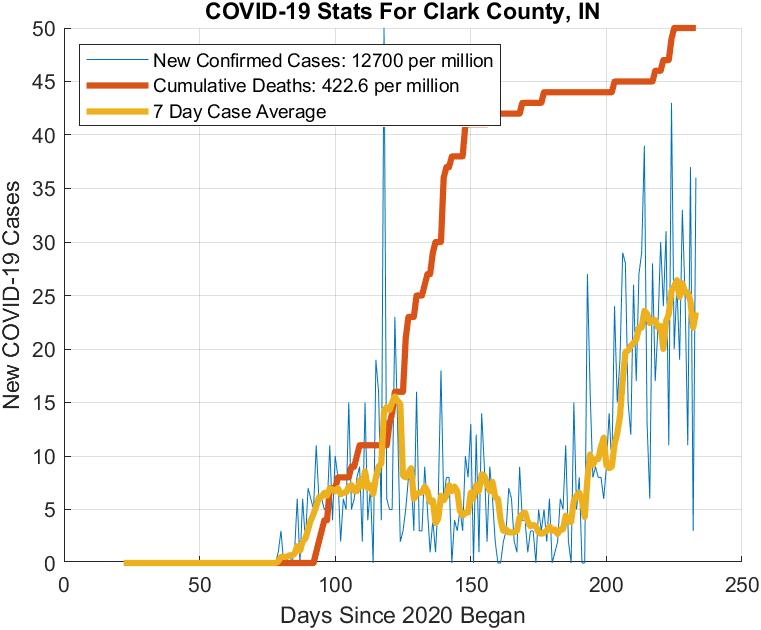 COVID-19 Stats For Clark County, IN
New Confirmed Cases: 12700 per million
Cumulative Deaths: 422.6 per million
7 Day Case Average
New COVID-19 Cases
50
45
40
35
30
25
20
15
10
5
0
0 50 100 150 200 250
Days Since 2020 Began